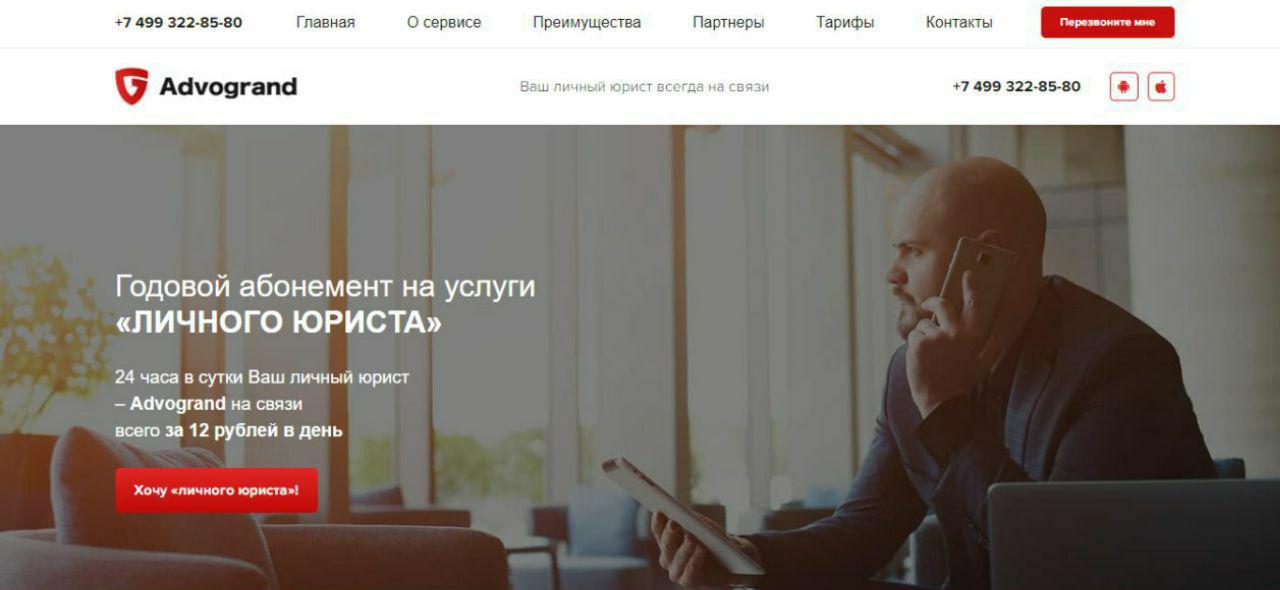 +7 499 322-85-80 Главная О сервисе Преимущества Партнеры Тарифы Контакты Перезвоните мне
Advogrand Ваш личный юрист всегда на связи +7 499 322-85-80
Годовой абонемент на услуги
«ЛИЧНОГО ЮРИСТА»
24 часа в сутки Ваш личный юрист
– Advogrand на связи
всего за 12 рублей в день
Хочу «личного юриста»!